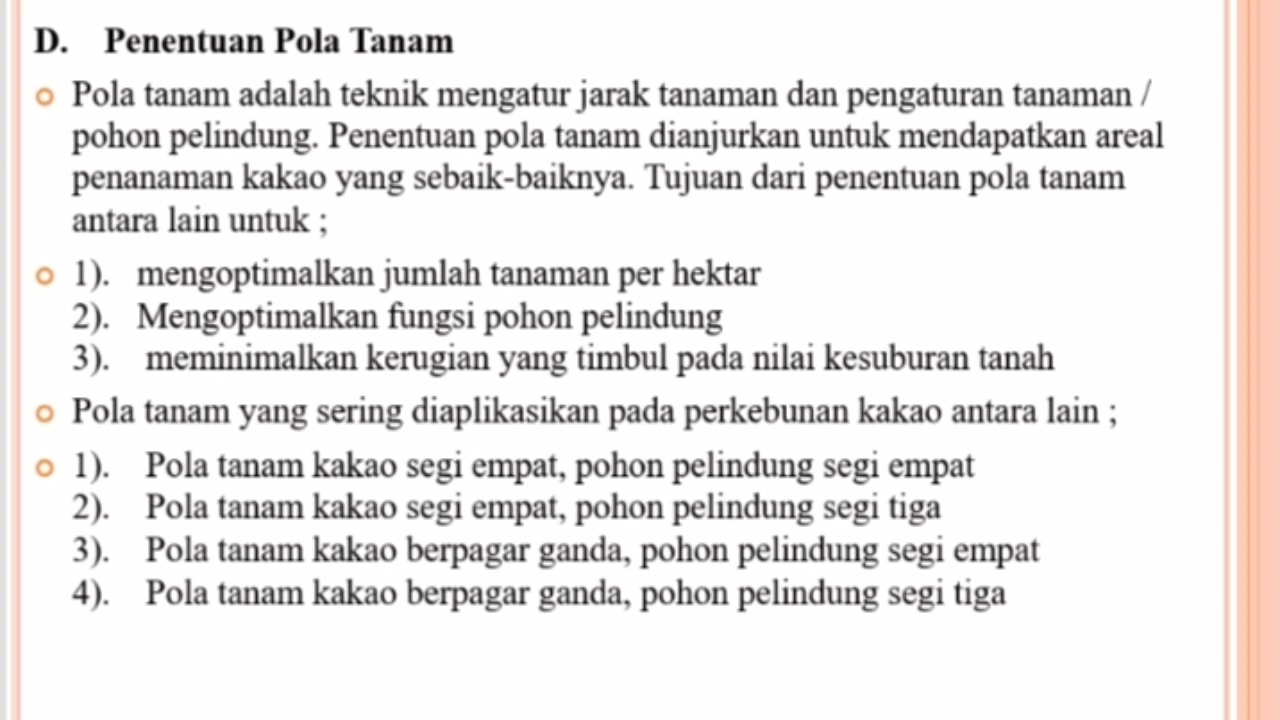 D. Penentuan Pola Tanam
Pola tanam adalah teknik mengatur jarak tanaman dan pengaturan tanaman /
pohon pelindung. Penentuan pola tanam dianjurkan untuk mendapatkan areal
penanaman kakao yang sebaik-baiknya. Tujuan dari penentuan pola tanam
antara lain untuk ;
1). mengoptimalkan jumlah tanaman per hektar
2). Mengoptimalkan fungsi pohon pelindung
3). meminimalkan kerugian yang timbul pada nilai kesuburan tanah
Pola tanam yang sering diaplikasikan pada perkebunan kakao antara lain ;
1). Pola tanam kakao segi empat, pohon pelindung segi empat
2). Pola tanam kakao segi empat, pohon pelindung segi tiga
3). Pola tanam kakao berpagar ganda, pohon pelindung segi empat
4). Pola tanam kakao berpagar ganda, pohon pelindung segi tiga